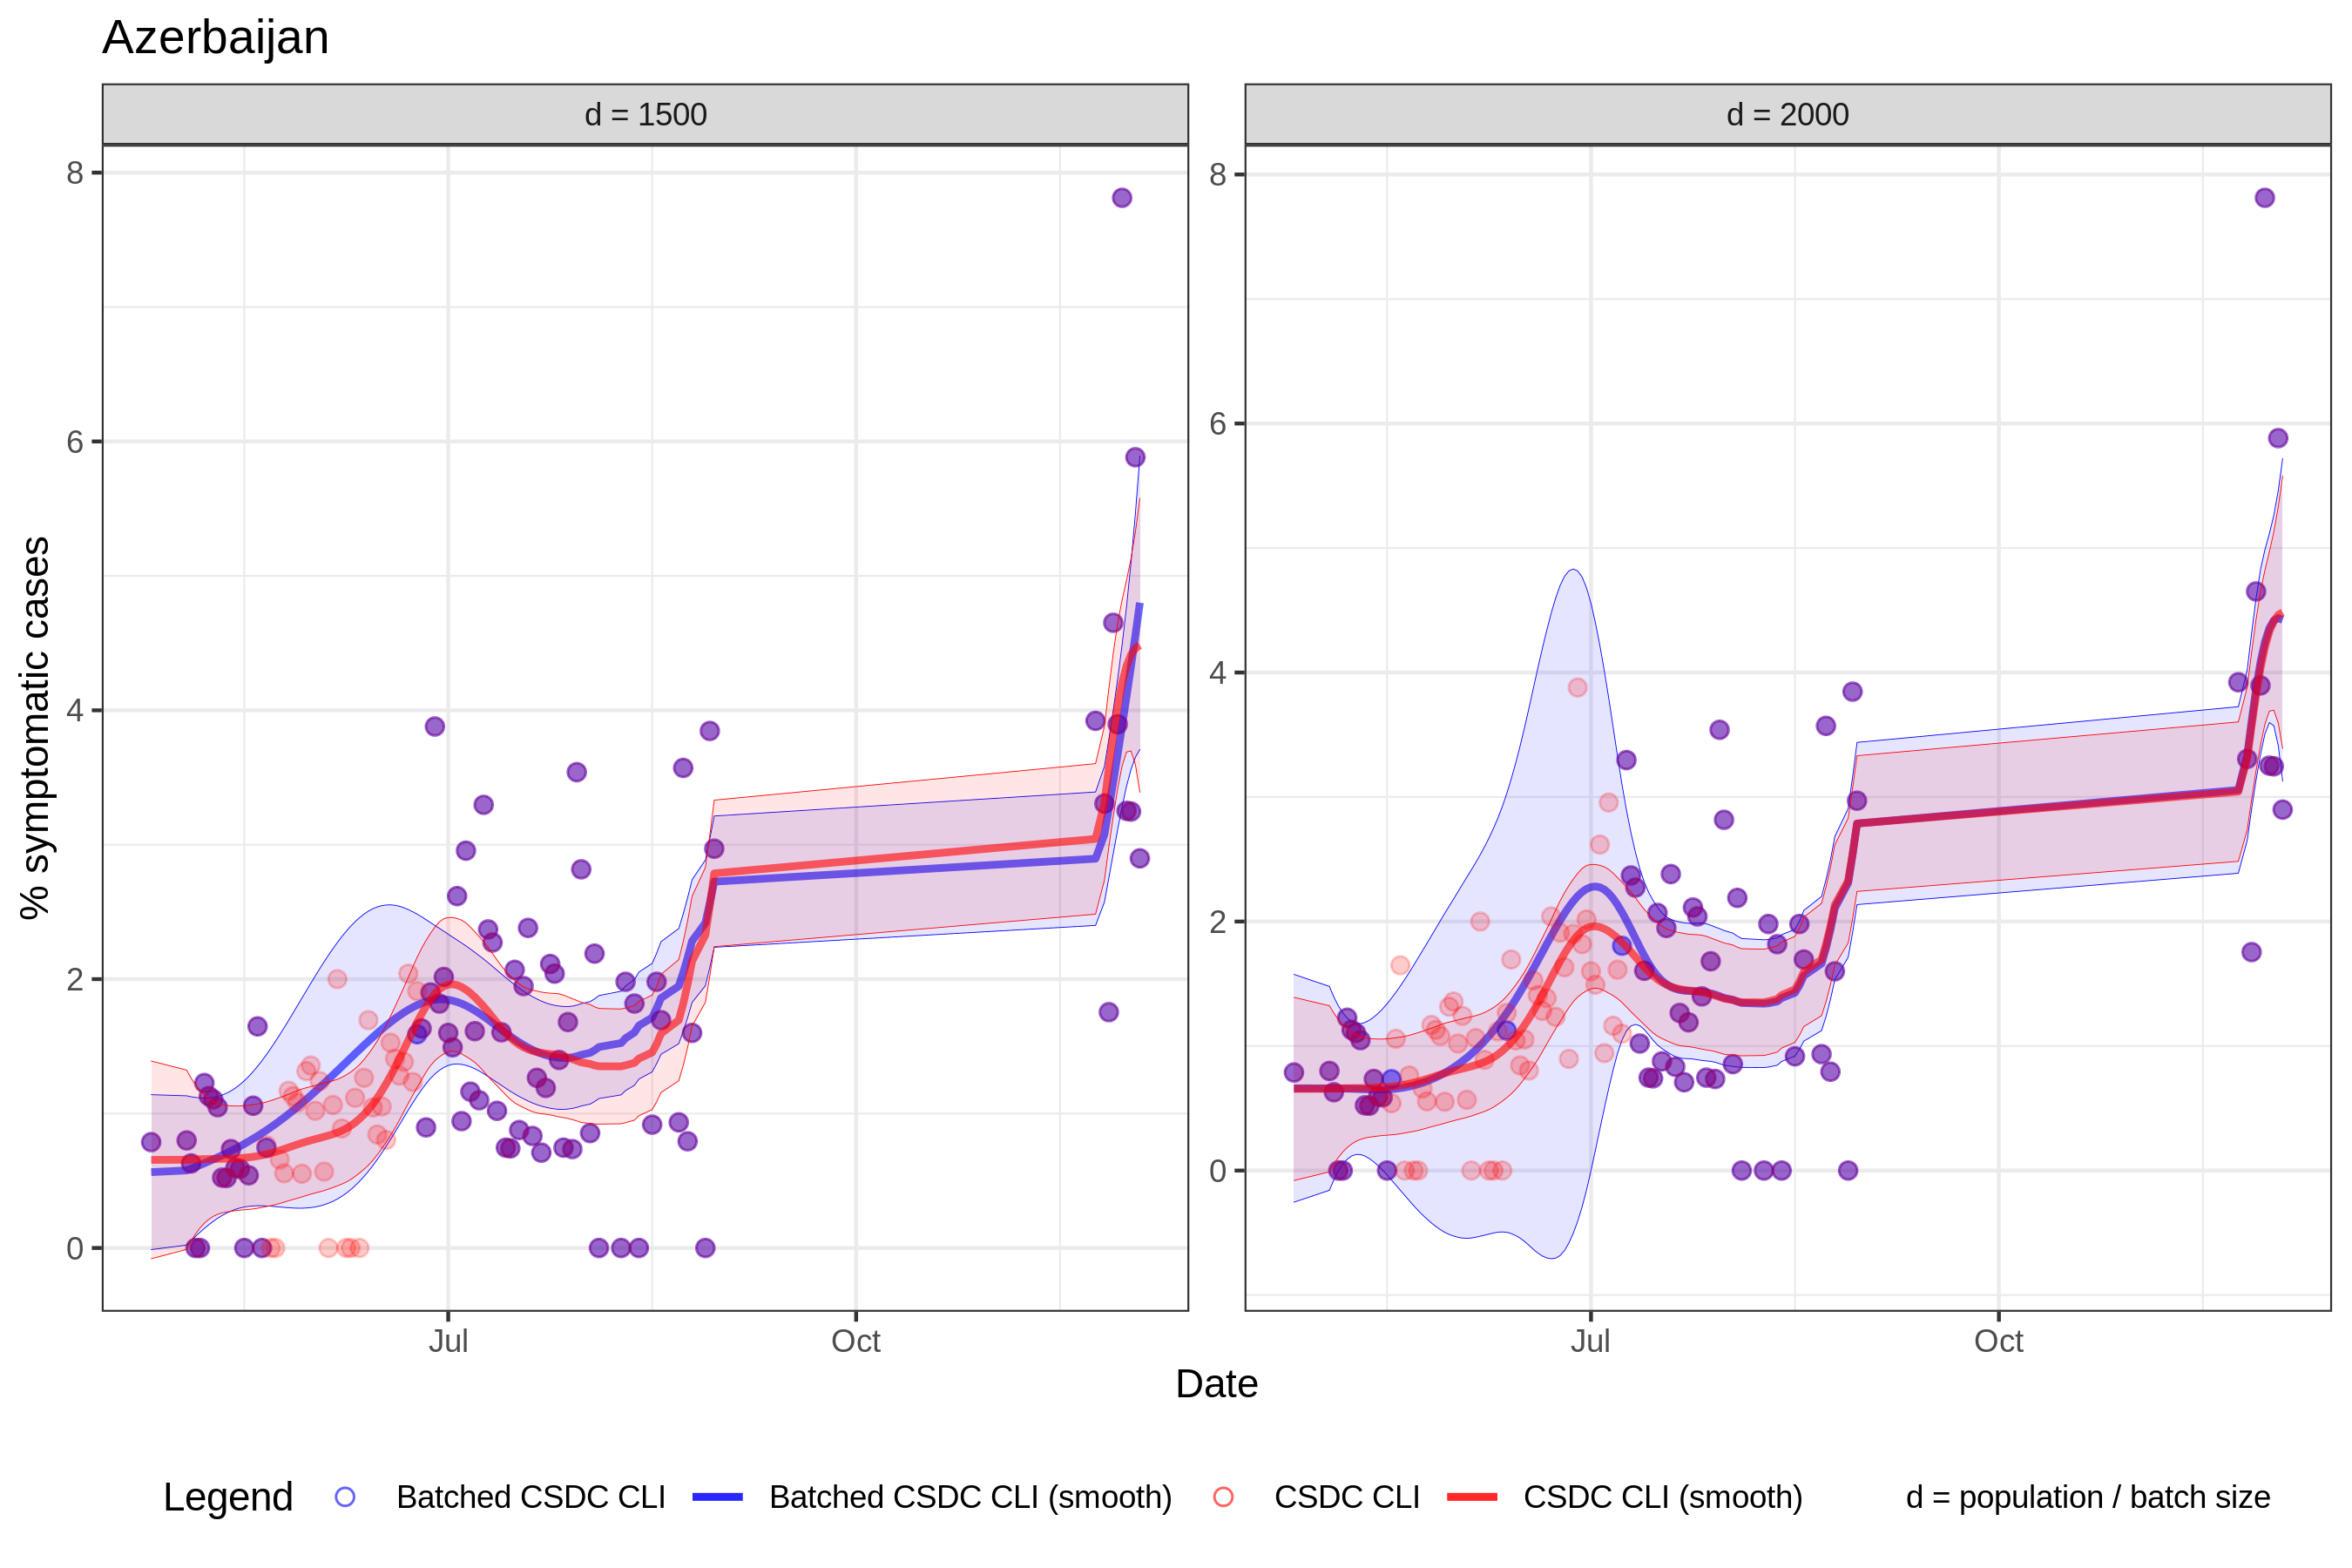 Azerbaijan
d = 1500
d = 2000
% symptomatic cases
8
6
4
2
0
8
6
4
2
0
Jul
Oct
Jul
Oct
Date
Legend
Batched CSDC CLI
Batched CSDC CLI (smooth)
CSDC CLI
CSDC CLI (smooth)
d = population / batch size